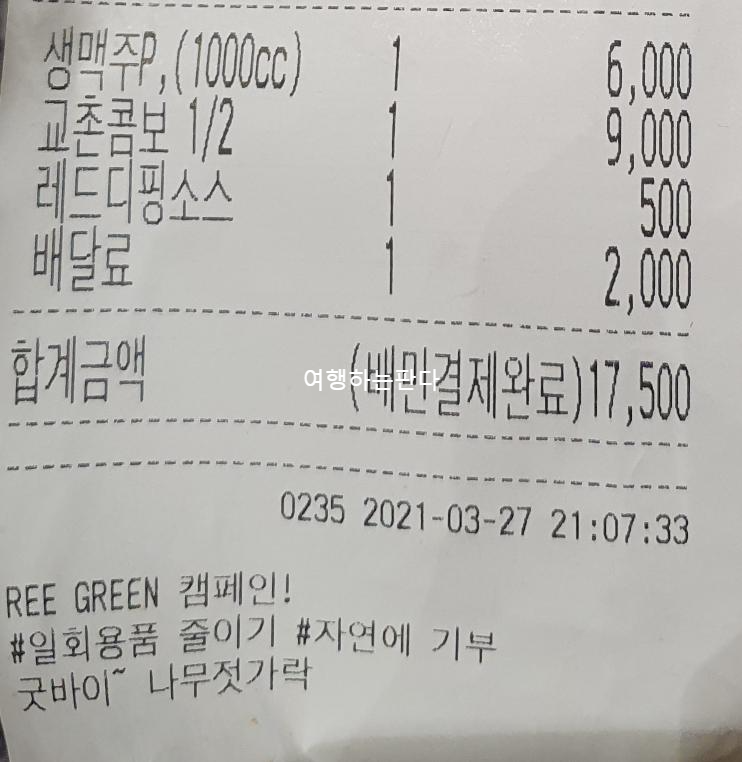 생맥주P,(1000cc) 1 6,000
교촌콤보 1/2 1 9,000
레드디핑소스 1 500
배달료 1 2,000
합계금액 (배민결제완료)17,500
여행하는판다
0235 2021-03-27 21:07:33
REE GREEN 캠페인!
#일회용품 줄이기 #자연에 기부
굿바이~ 나무젓가락